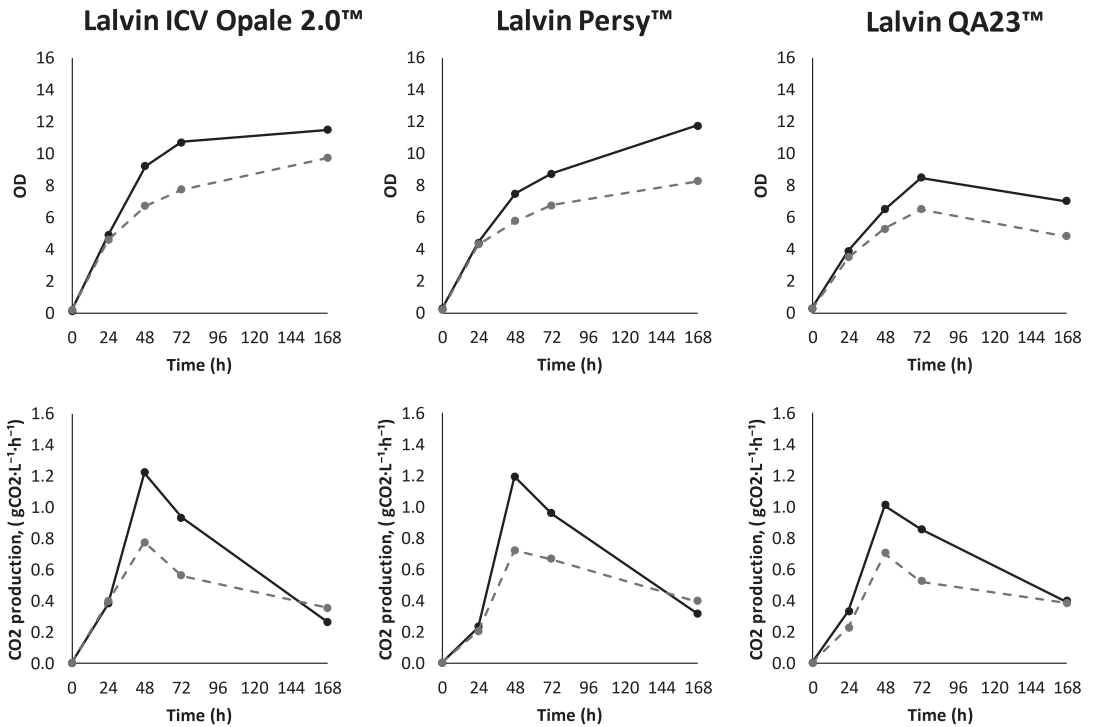 Lalvin ICV Opale 2.0™ Lalvin Persy™ Lalvin QA23™
16 16 16
14 14 14
12 12 12
10 10 10
OD 8 OD 8 OD 8
6 6 6
4 4 4
2 2 2
0 0 0
0 24 48 72 96 120 144 168 0 24 48 72 96 120 144 168 0 24 48 72 96 120 144 168
Time (h) Time (h) Time (h)
CO2 production, ( gCO2·L⁻¹·h⁻¹) CO2 production, ( gCO2·L⁻¹·h⁻¹) CO2 production, ( gCO2·L⁻¹·h⁻¹)
1.6 1.6 1.6
1.4 1.4 1.4
1.2 1.2 1.2
1.0 1.0 1.0
0.8 0.8 0.8
0.6 0.6 0.6
0.4 0.4 0.4
0.2 0.2 0.2
0.0 0.0 0.0
0 24 48 72 96 120 144 168 0 24 48 72 96 120 144 168 0 24 48 72 96 120 144 168
Time (h) Time (h) Time (h)